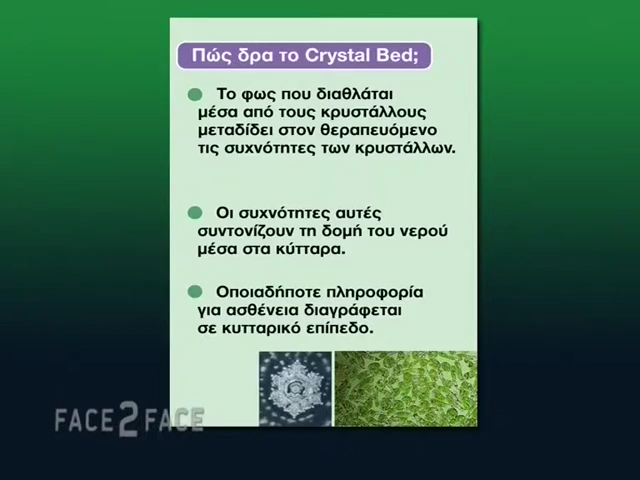 Πώς δρα το Crystal Bed;
Το φως που διαθλάται
μέσα από τους κρυστάλλους
μεταδίδει στον θεραπευόμενο
τις συχνότητες των κρυστάλλων.
Οι συχνότητες αυτές
συντονίζουν τη δομή του νερού
μέσα στα κύτταρα.
Οποιαδήποτε πληροφορία
για ασθένεια διαγράφεται
σε κυτταρικό επίπεδο.
FACE2FACE